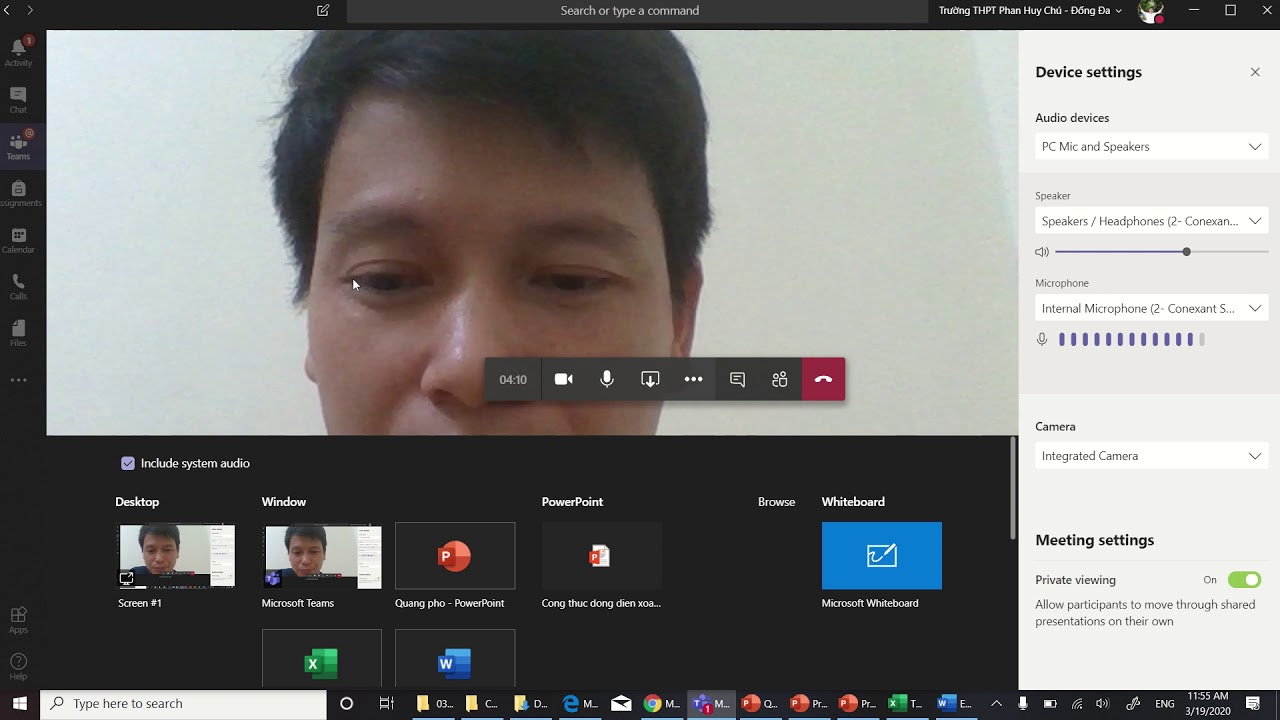 Search or type a command
Trường THPT Phan Huy Chú - Đống Đa
1
Activity
Chat
Teams
ssignments
Calendar
Calls
Files
Apps
Help
04:10
Include system audio
Desktop
Window
PowerPoint
Browse
Whiteboard
Screen #1
Microsoft Teams
Quang pho - PowerPoint
Cong thuc dong dien xoa...
Microsoft Whiteboard
Device settings
Audio devices
PC Mic and Speakers
Speaker
Speakers / Headphones (2- Conexan...
Microphone
Internal Microphone (2- Conexant S...
Camera
Integrated Camera
Meeting settings
Private viewing
On
Allow participants to move through shared
presentations on their own
Type here to search
03...
C...
D...
M...
M...
M...
Q...
Pr...
Pr...
T...
E...
ENG
11:55 AM
3/19/2020